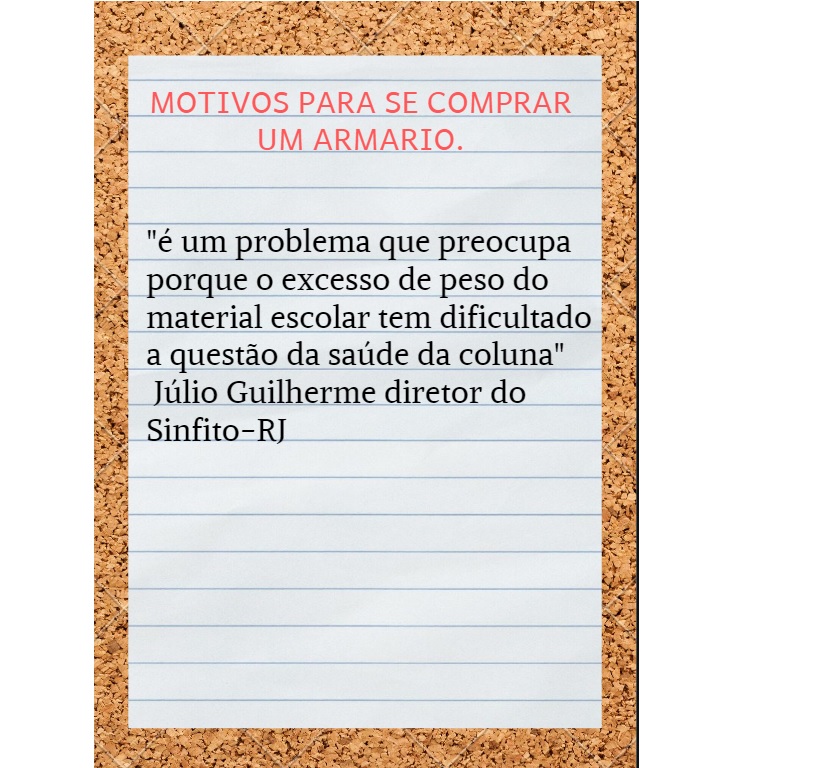 MOTIVOS PARA SE COMPRAR
UM ARMARIO.
"é um problema que preocupa
porque o excesso de peso do
material escolar tem dificultado
a questão da saúde da coluna"
Júlio Guilherme diretor do
Sinfito-RJ